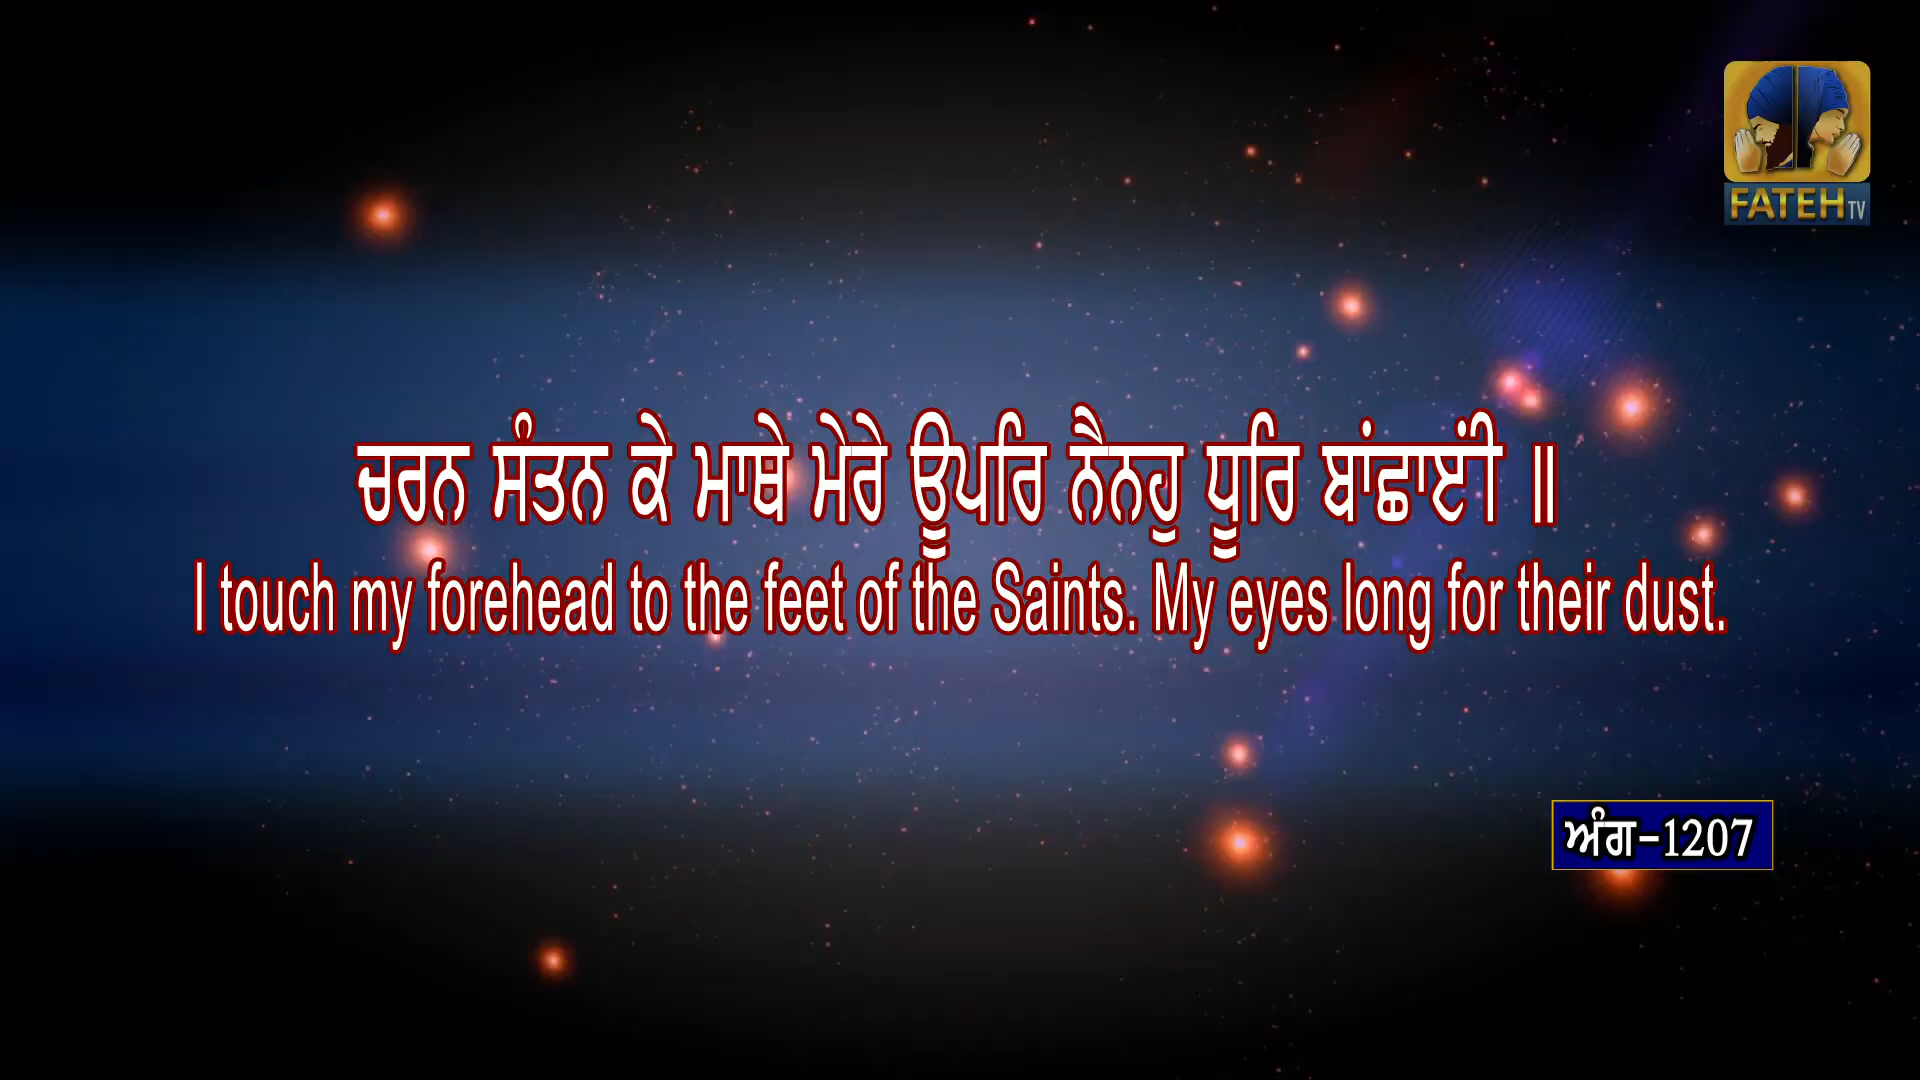 FATEH TV
ਚਰਨ ਸੰਤਨ ਕੇ ਮਾਥੇ ਮੇਰੇ ਊਪਰਿ ਨੈਨਹੁ ਧੂਰਿ ਬਾਂਛਾਈਂ ॥
I touch my forehead to the feet of the Saints. My eyes long for their dust.
ਅੰਗ-1207